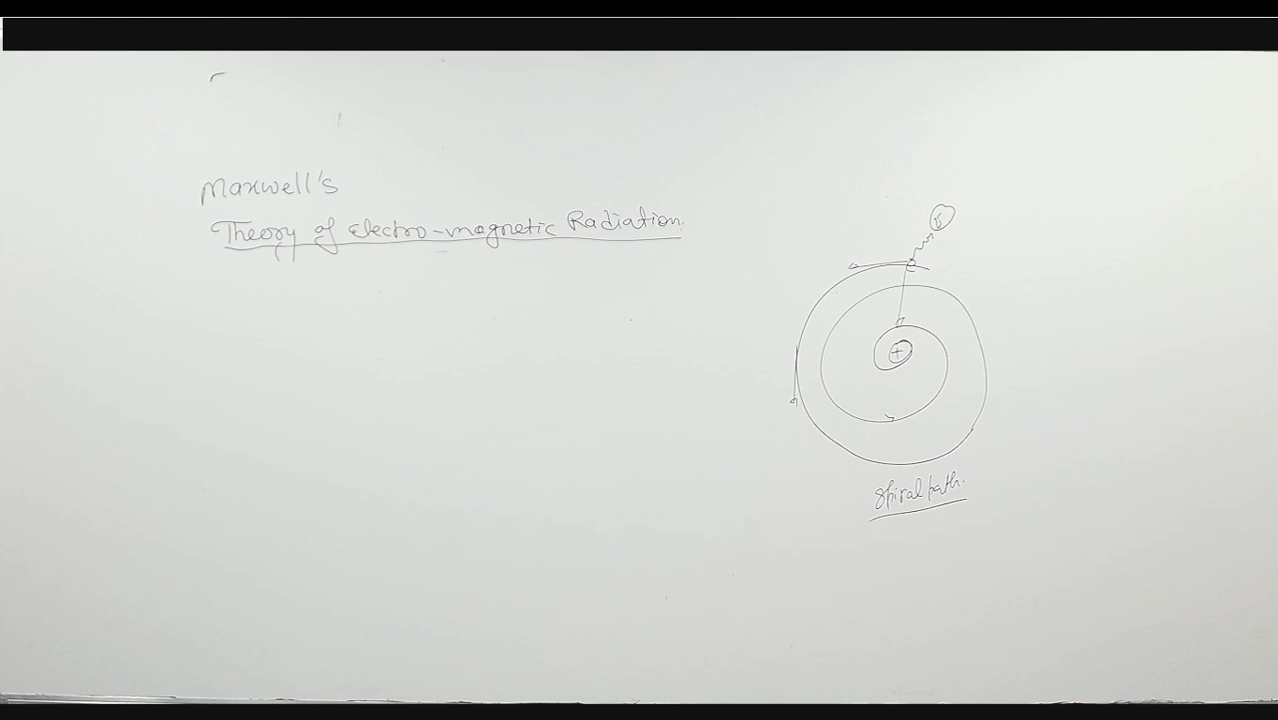 Maxwell's
Theory of Electro-magnetic Radiation.
+
Spiral path.